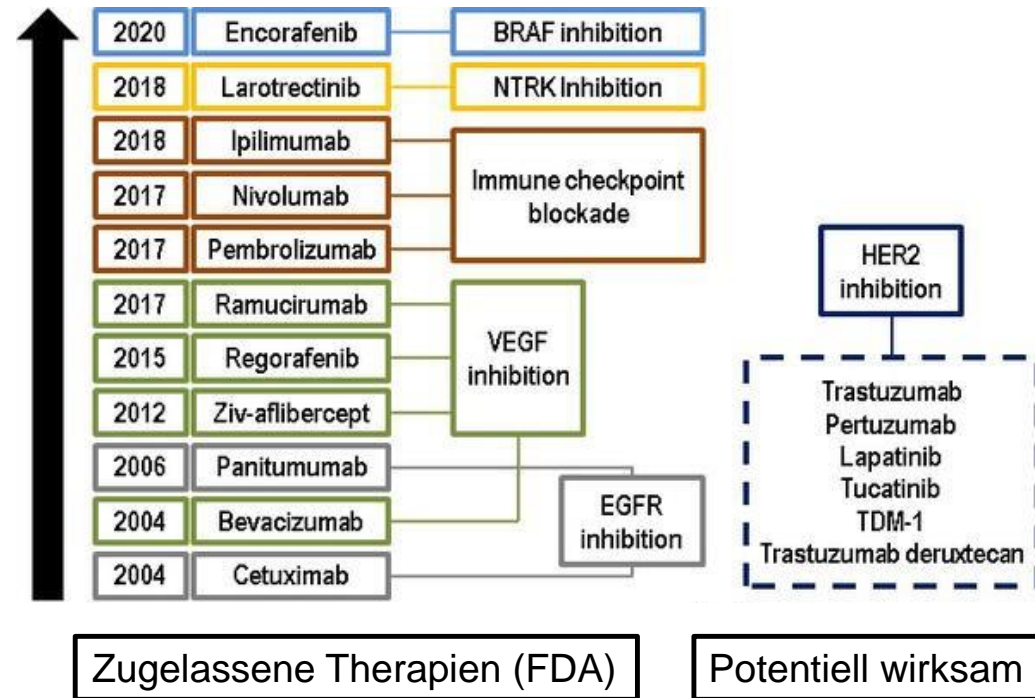 2020 Encorafenib BRAF inhibition
2018 Larotrectinib NTRK Inhibition
2018 Ipilimumab
2017 Nivolumab
2017 Pembrolizumab
Immune checkpoint
blockade
2017 Ramucirumab
2015 Regorafenib
2012 Ziv-aflibercept
VEGF
inhibition
2006 Panitumumab
2004 Bevacizumab
2004 Cetuximab
EGFR
inhibition
HER2
inhibition
Trastuzumab
Pertuzumab
Lapatinib
Tucatinib
TDM-1
Trastuzumab deruxtecan
Zugelassene Therapien (FDA)
Potentiell wirksam